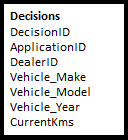 Decisions
DecisionID
ApplicationID
DealerID
Vehicle_Make
Vehicle_Model
Vehicle_Year
CurrentKms